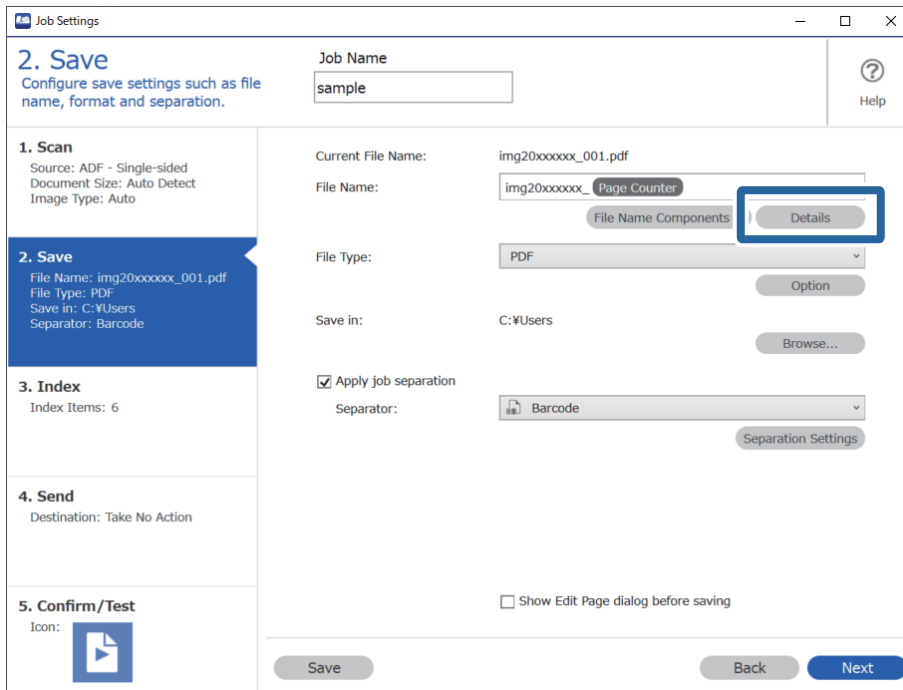 Job Settings
2. Save
Configure save settings such as file
name, format and separation.
Job Name
sample
Help
1. Scan
Source: ADF - Single-sided
Document Size: Auto Detect
Image Type: Auto
2. Save
File Name: img20xxxxxx_001.pdf
File Type: PDF
Save in: C:¥Users
Separator: Barcode
3. Index
Index Items: 6
4. Send
Destination: Take No Action
5. Confirm/Test
Icon:
Current File Name: img20xxxxxx_001.pdf
File Name: img20xxxxxx_ Page Counter
File Name Components Details
File Type: PDF
Option
Save in: C:¥Users
Browse...
Apply job separation
Separator: Barcode
Separation Settings
Show Edit Page dialog before saving
Save Back Next